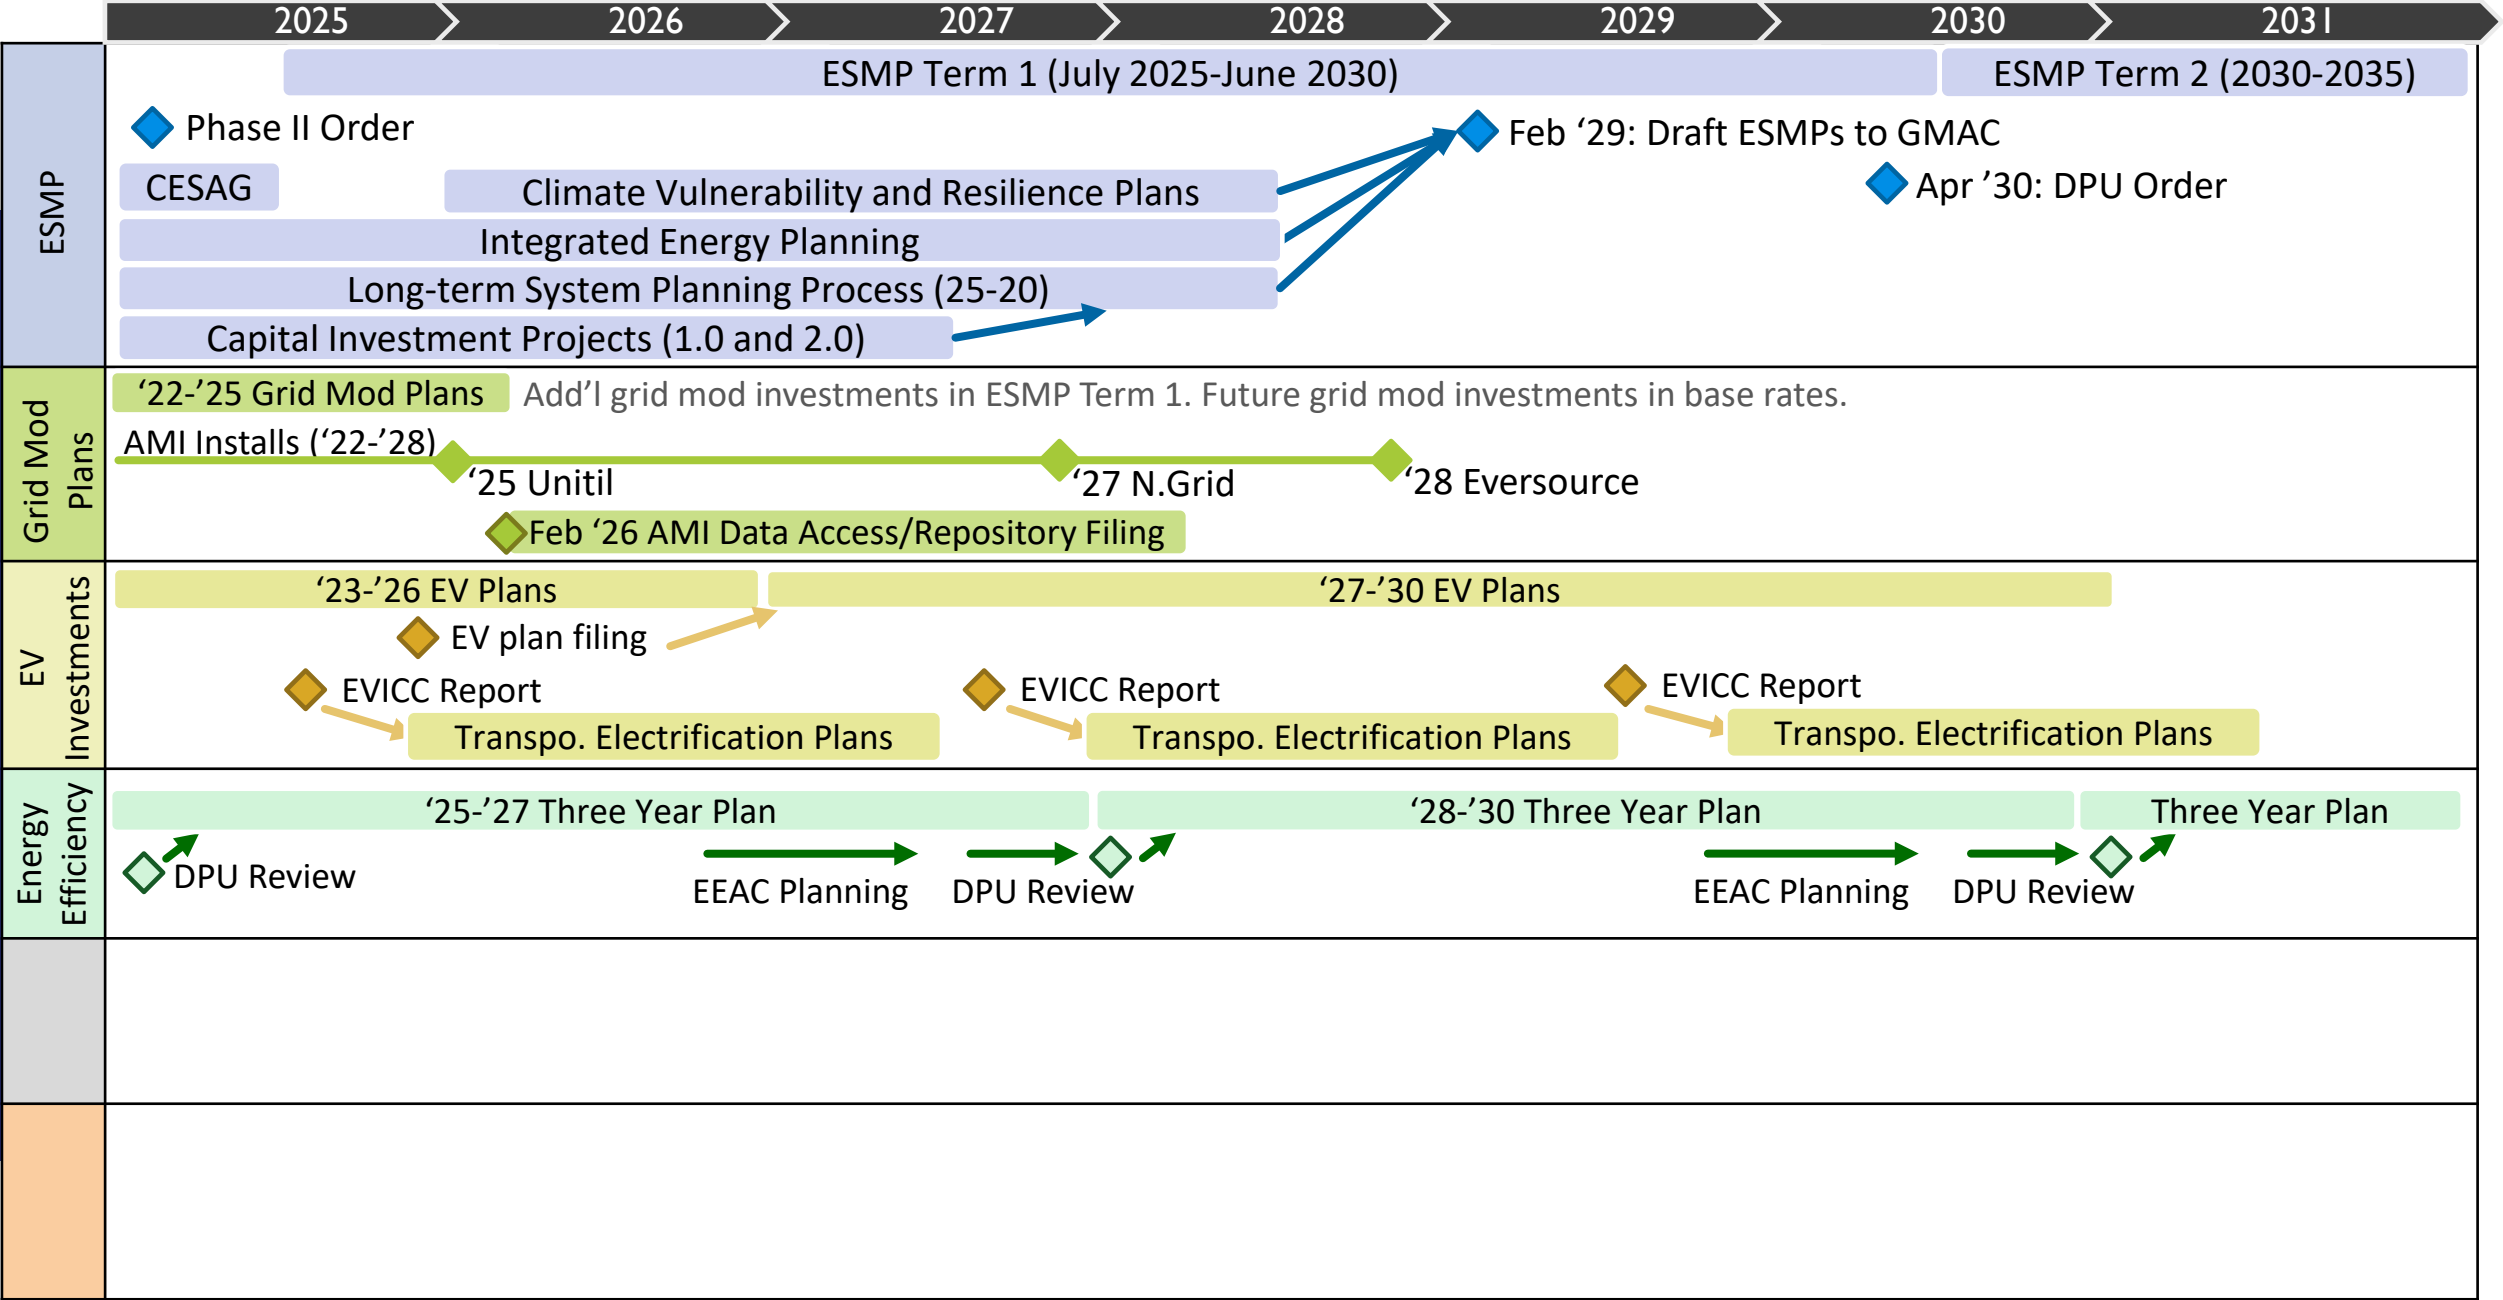 2025 2026 2027 2028 2029 2030 2031
ESMP
ESMP Term 1 (July 2025-June 2030)
ESMP Term 2 (2030-2035)
Phase II Order
Feb ‘29: Draft ESMPs to GMAC
CESAG
Climate Vulnerability and Resilience Plans
Apr ’30: DPU Order
Integrated Energy Planning
Long-term System Planning Process (25-20)
Capital Investment Projects (1.0 and 2.0)
Grid Mod
Plans
‘22-’25 Grid Mod Plans
Add’l grid mod investments in ESMP Term 1. Future grid mod investments in base rates.
AMI Installs (‘22-’28)
‘25 Unitil
‘27 N.Grid
‘28 Eversource
Feb ‘26 AMI Data Access/Repository Filing
EV
Investments
‘23-’26 EV Plans
‘27-’30 EV Plans
EV plan filing
EVICC Report
EVICC Report
EVICC Report
Transpo. Electrification Plans
Transpo. Electrification Plans
Transpo. Electrification Plans
Energy
Efficiency
‘25-’27 Three Year Plan
‘28-’30 Three Year Plan
Three Year Plan
DPU Review
EEAC Planning
DPU Review
EEAC Planning
DPU Review